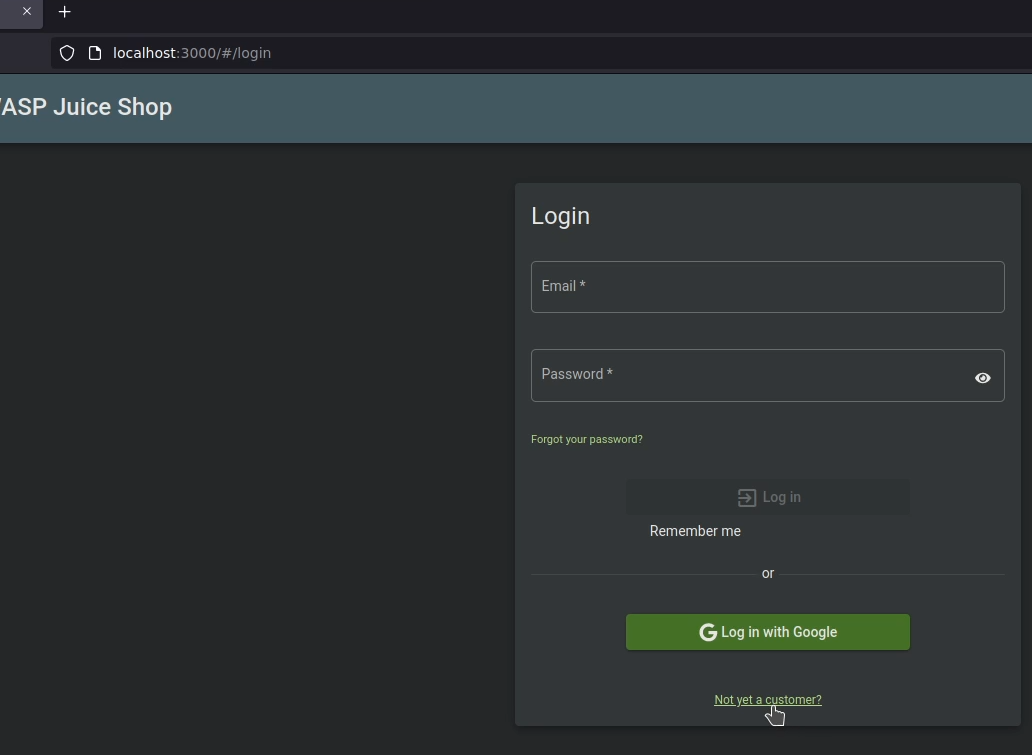 localhost:3000/#/login
ASP Juice Shop
Login
Email *
Password *
Forgot your password?
Log in
Remember me
or
Log in with Google
Not yet a customer?